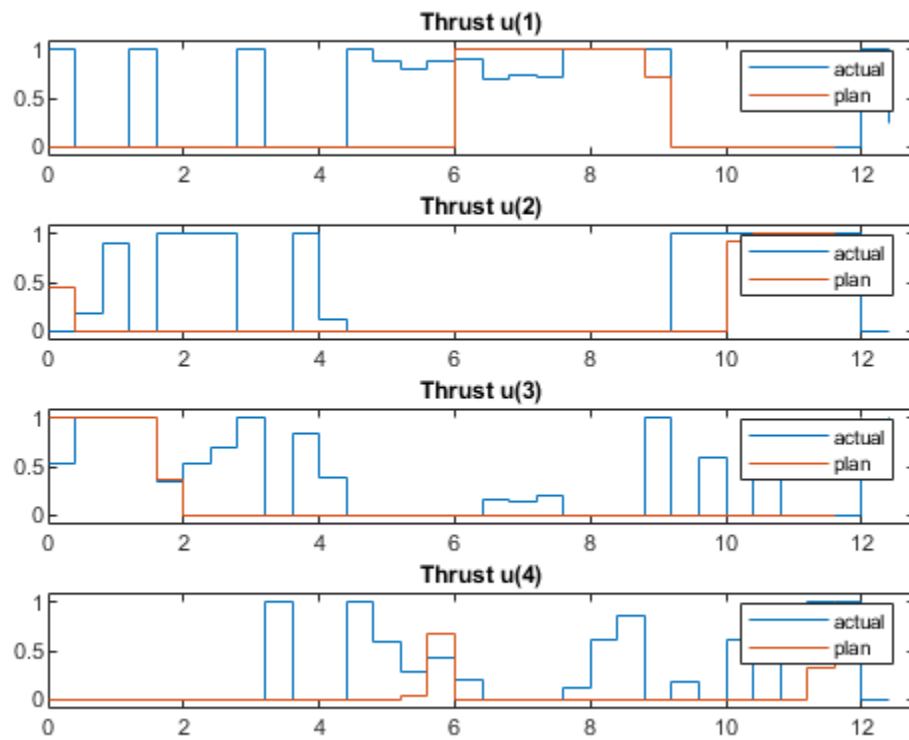 Thrust u(1)
1
0.5
0
actual
plan
0 2 4 6 8 10 12
Thrust u(2)
1
0.5
0
actual
plan
0 2 4 6 8 10 12
Thrust u(3)
1
0.5
0
actual
plan
0 2 4 6 8 10 12
Thrust u(4)
1
0.5
0
actual
plan
0 2 4 6 8 10 12